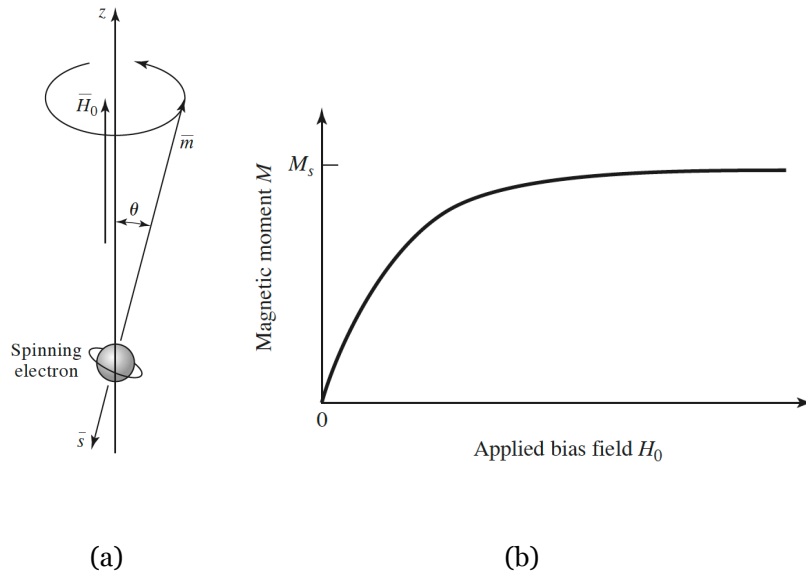 z
H̅₀
m̅
θ
Spinning
electron
s̅
(a)
Magnetic moment M
Mₛ
0
Applied bias field H₀
(b)